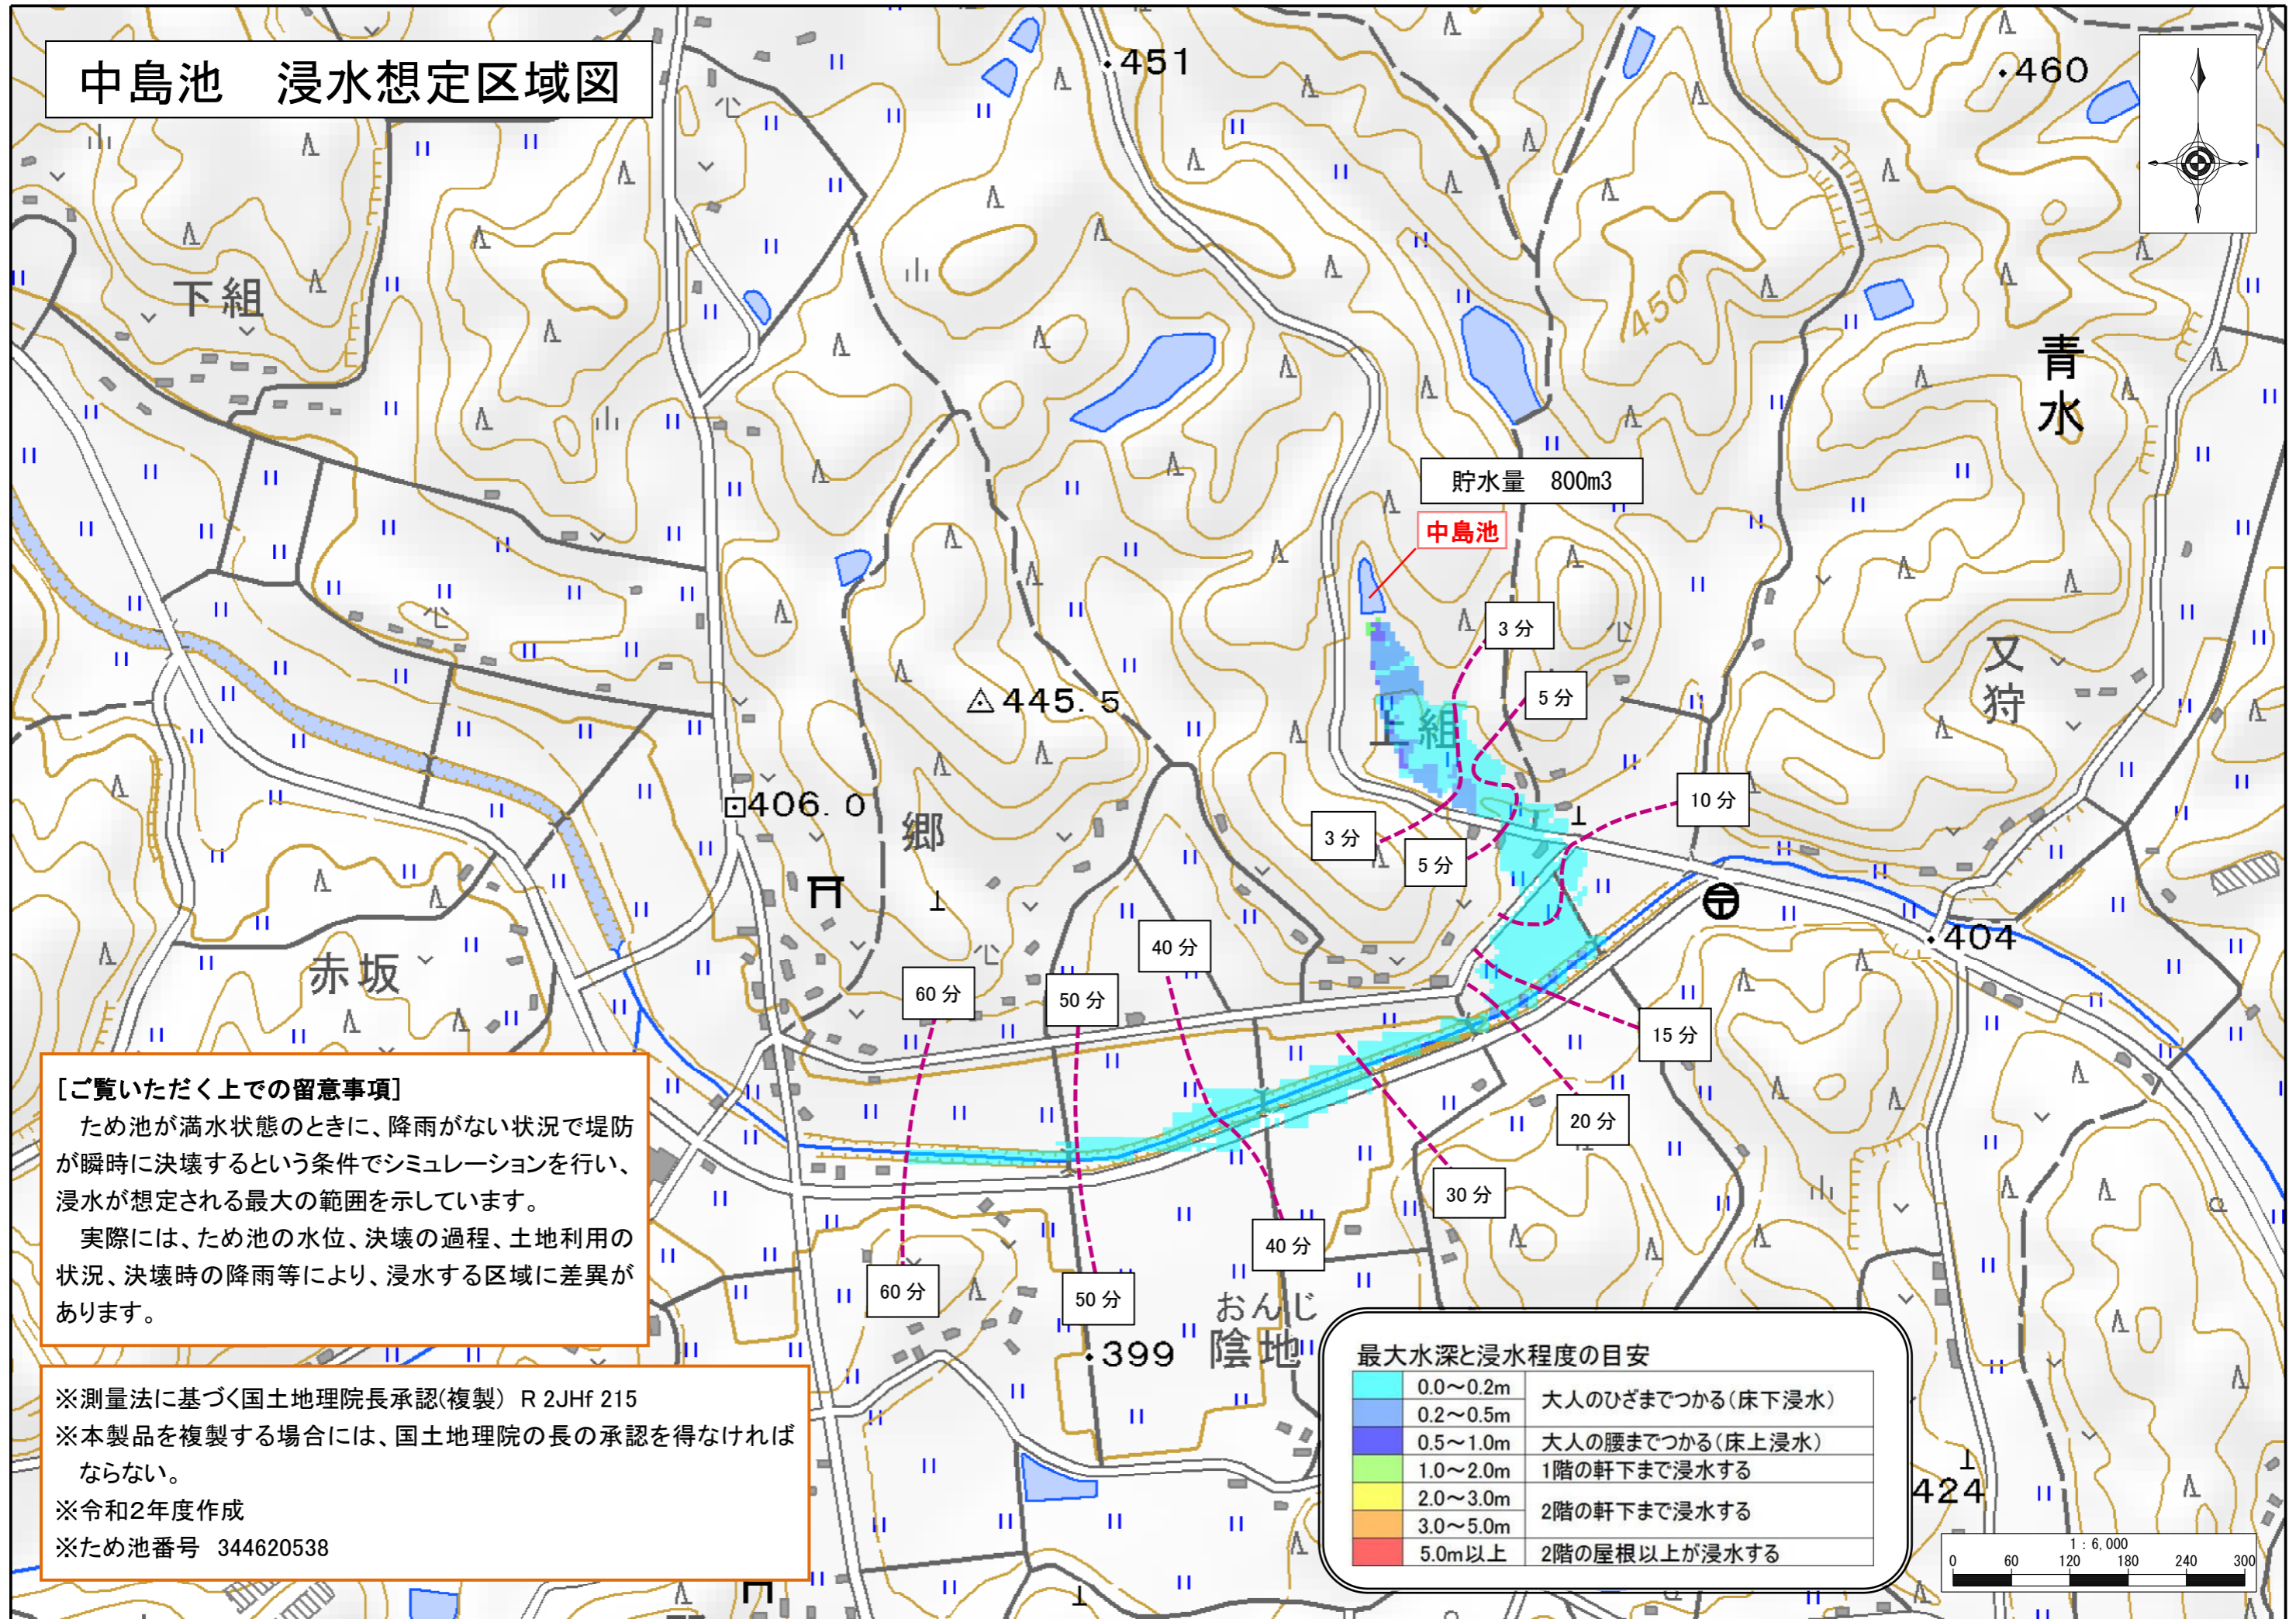 中島池　浸水想定区域図
451
460
下組
450
青
水
貯水量　800m3
中島池
3分
又
狩
5分
445.5
上組
10分
406.0
郷
3分
5分
404
赤坂
40分
60分
50分
15分
20分
30分
40分
60分
50分
おんじ
陰地
399
424
[ご覧いただく上での留意事項]
ため池が満水状態のときに、降雨がない状況で堤防
が瞬時に決壊するという条件でシミュレーションを行い、
浸水が想定される最大の範囲を示しています。
実際には、ため池の水位、決壊の過程、土地利用の
状況、決壊時の降雨等により、浸水する区域に差異が
あります。
※測量法に基づく国土地理院長承認(複製) R 2JHf 215
※本製品を複製する場合には、国土地理院の長の承認を得なければ
ならない。
※令和2年度作成
※ため池番号 344620538
最大水深と浸水程度の目安
0.0～0.2m
大人のひざまでつかる(床下浸水)
0.2～0.5m
0.5～1.0m 大人の腰までつかる(床上浸水)
1.0～2.0m 1階の軒下まで浸水する
2.0～3.0m
2階の軒下まで浸水する
3.0～5.0m
5.0m以上 2階の屋根以上が浸水する
1 : 6,000
0 60 120 180 240 300